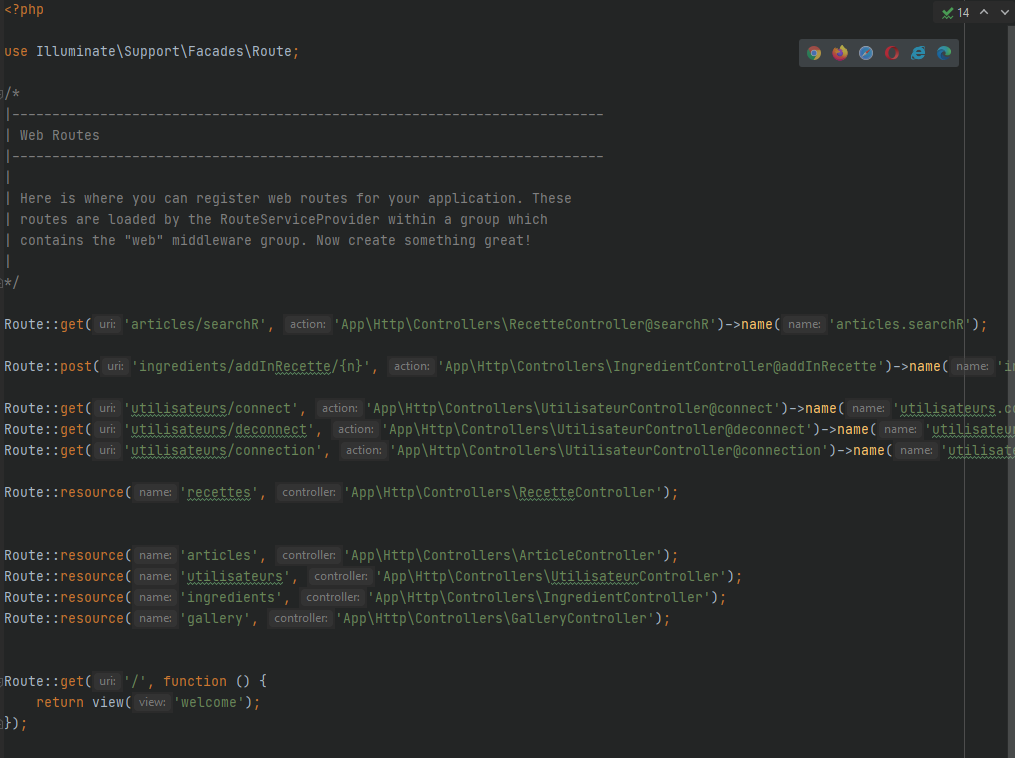 <?php
14
use Illuminate\Support\Facades\Route;
/*
|--------------------------------------------------------------------------
| Web Routes
|--------------------------------------------------------------------------
|
| Here is where you can register web routes for your application. These
| routes are loaded by the RouteServiceProvider within a group which
| contains the "web" middleware group. Now create something great!
|
*/
Route::get( uri: 'articles/searchR', action: 'App\Http\Controllers\RecetteController@searchR')->name( name: 'articles.searchR');
Route::post( uri: 'ingredients/addInRecette/{n}', action: 'App\Http\Controllers\IngredientController@addInRecette')->name( name: 'in
Route::get( uri: 'utilisateurs/connect', action: 'App\Http\Controllers\UtilisateurController@connect')->name( name: 'utilisateurs.co
Route::get( uri: 'utilisateurs/deconnect', action: 'App\Http\Controllers\UtilisateurController@deconnect')->name( name: 'utilisateur
Route::get( uri: 'utilisateurs/connection', action: 'App\Http\Controllers\UtilisateurController@connection')->name( name: 'utilisat
Route::resource( name: 'recettes', controller: 'App\Http\Controllers\RecetteController');
Route::resource( name: 'articles', controller: 'App\Http\Controllers\ArticleController');
Route::resource( name: 'utilisateurs', controller: 'App\Http\Controllers\UtilisateurController');
Route::resource( name: 'ingredients', controller: 'App\Http\Controllers\IngredientController');
Route::resource( name: 'gallery', controller: 'App\Http\Controllers\GalleryController');
Route::get( uri: '/', function () {
    return view( view: 'welcome');
});